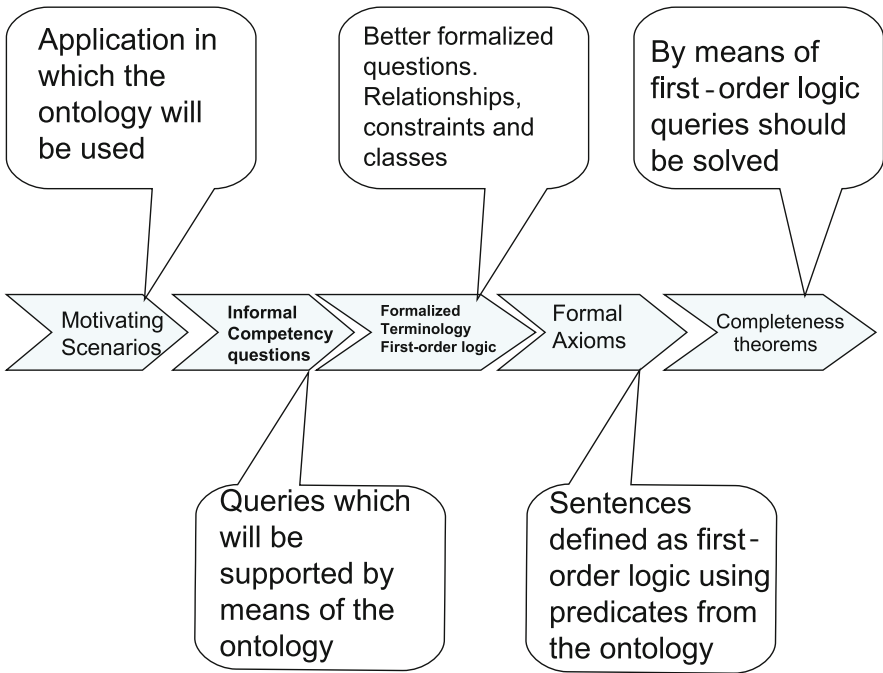 Application in
which the
ontology will
be used
Better formalized
questions.
Relationships,
constraints and
classes
By means of
first-order logic
queries should
be solved
Motivating
Scenarios
Informal
Competency
questions
Formalized
Terminology
First-order logic
Formal
Axioms
Completeness
theorems
Queries which
will be
supported by
means of the
ontology
Sentences
defined as first-
order logic using
predicates from
the ontology